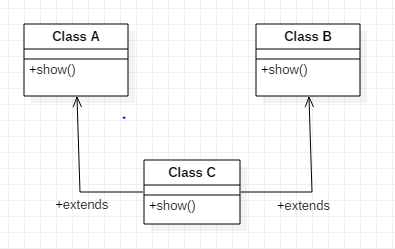 Class A
+show()
Class B
+show()
Class C
+show()
+extends
+extends